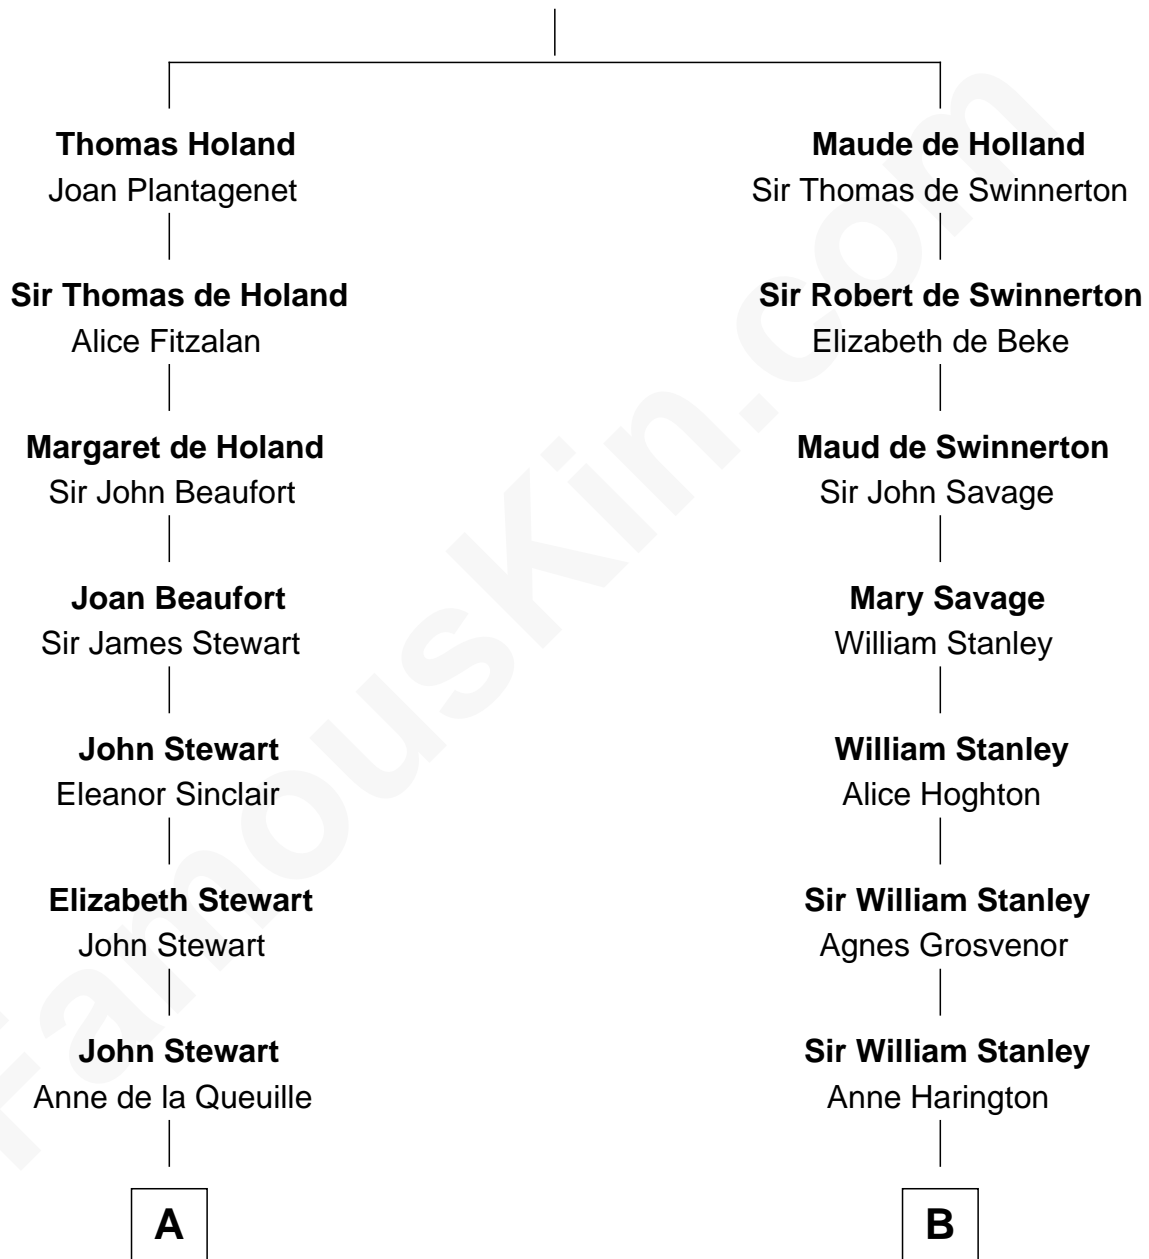 Thomas Holand
Joan Plantagenet
Maude de Holland
Sir Thomas de Swinnerton
Sir Thomas de Holand
Alice Fitzalan
Sir Robert de Swinnerton
Elizabeth de Beke
Margaret de Holand
Sir John Beaufort
Maud de Swinnerton
Sir John Savage
Joan Beaufort
Sir James Stewart
Mary Savage
William Stanley
John Stewart
Eleanor Sinclair
William Stanley
Alice Hoghton
Elizabeth Stewart
John Stewart
Sir William Stanley
Agnes Grosvenor
John Stewart
Anne de la Queuille
Sir William Stanley
Anne Harington
A
B
FamousKin.com